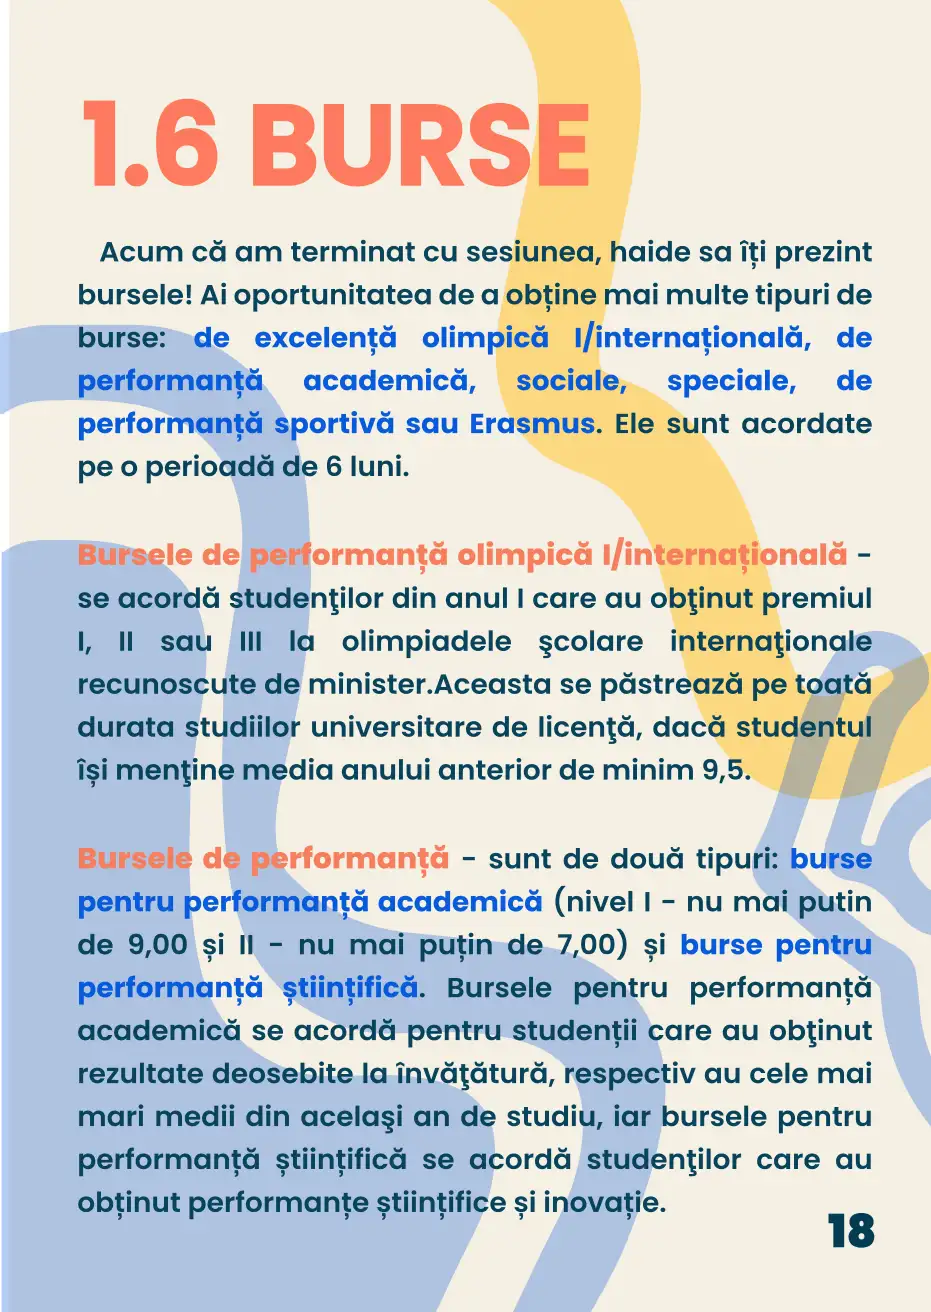 1.6 BURSE
Acum că am terminat cu sesiunea, haide sa îți prezint
bursele! Ai oportunitatea de a obține mai multe tipuri de
burse: de excelență olimpică I/internațională, de
performanță academică, sociale, speciale, de
performanță sportivă sau Erasmus. Ele sunt acordate
pe o perioadă de 6 luni.
Bursele de performanță olimpică I/internațională -
se acordă studenţilor din anul I care au obţinut premiul
I, II sau III la olimpiadele şcolare internaţionale
recunoscute de minister.Aceasta se păstrează pe toată
durata studiilor universitare de licenţă, dacă studentul
își menţine media anului anterior de minim 9,5.
Bursele de performanță - sunt de două tipuri: burse
pentru performanță academică (nivel I - nu mai putin
de 9,00 și II - nu mai puțin de 7,00) și burse pentru
performanță științifică. Bursele pentru performanță
academică se acordă pentru studenții care au obţinut
rezultate deosebite la învăţătură, respectiv au cele mai
mari medii din acelaşi an de studiu, iar bursele pentru
performanță științifică se acordă studenţilor care au
obținut performanțe științifice și inovație.
18